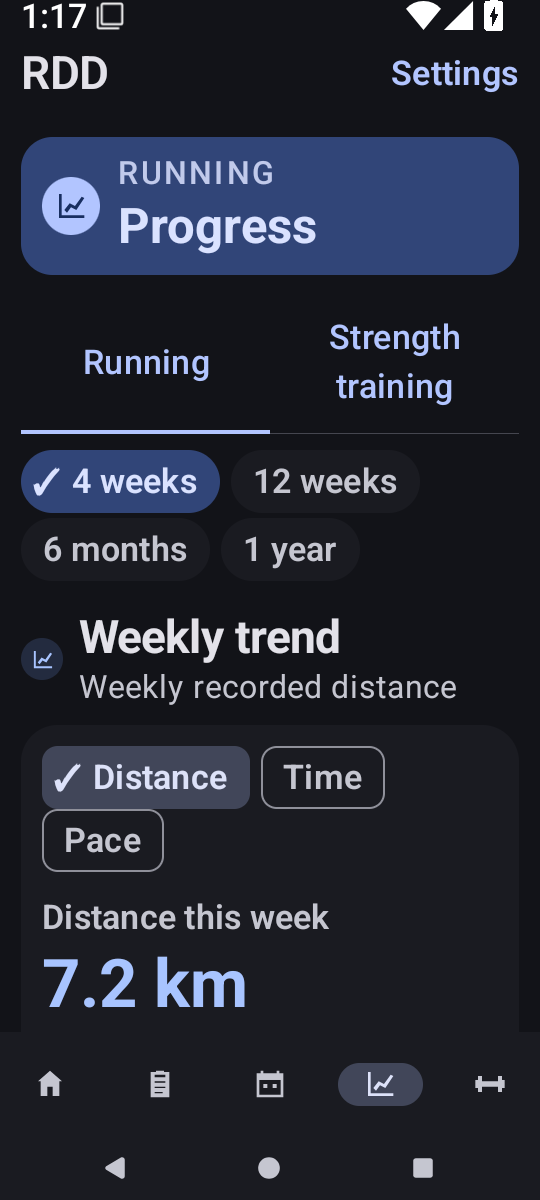 1:17
RDD
Settings
RUNNING
Progress
Running
Strength
training
✓ 4 weeks
12 weeks
6 months
1 year
Weekly trend
Weekly recorded distance
✓ Distance
Time
Pace
Distance this week
7.2 km